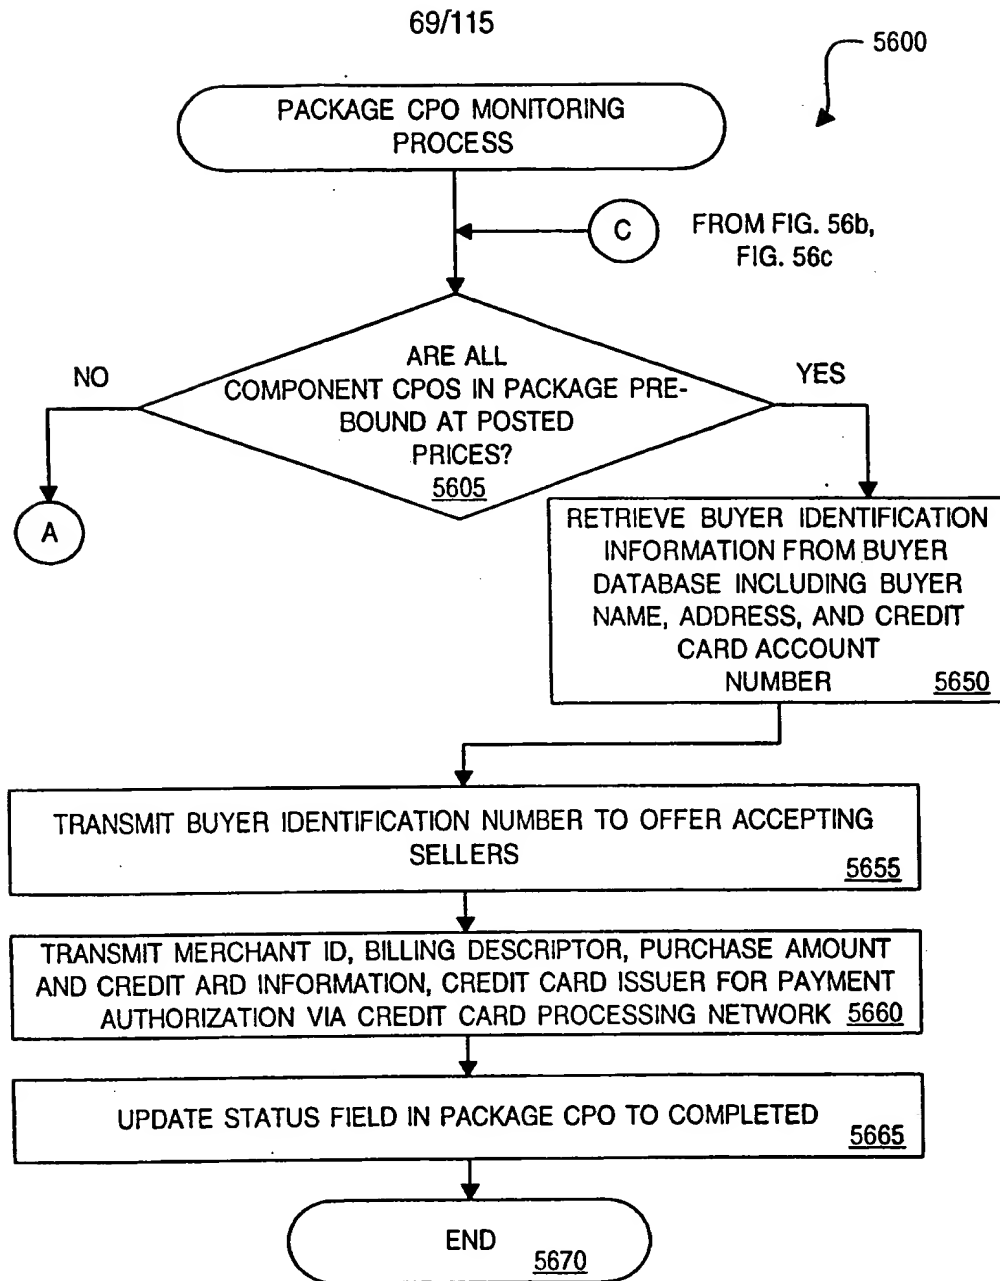 69/115
5600
PACKAGE CPO MONITORING
PROCESS
C
FROM FIG. 56b,
FIG. 56c
ARE ALL
COMPONENT CPOS IN PACKAGE PRE-
BOUND AT POSTED
PRICES?
5605
NO
YES
A
RETRIEVE BUYER IDENTIFICATION
INFORMATION FROM BUYER
DATABASE INCLUDING BUYER
NAME, ADDRESS, AND CREDIT
CARD ACCOUNT
NUMBER 5650
TRANSMIT BUYER IDENTIFICATION NUMBER TO OFFER ACCEPTING
SELLERS
5655
TRANSMIT MERCHANT ID, BILLING DESCRIPTOR, PURCHASE AMOUNT
AND CREDIT ARD INFORMATION, CREDIT CARD ISSUER FOR PAYMENT
AUTHORIZATION VIA CREDIT CARD PROCESSING NETWORK 5660
UPDATE STATUS FIELD IN PACKAGE CPO TO COMPLETED
5665
END
5670